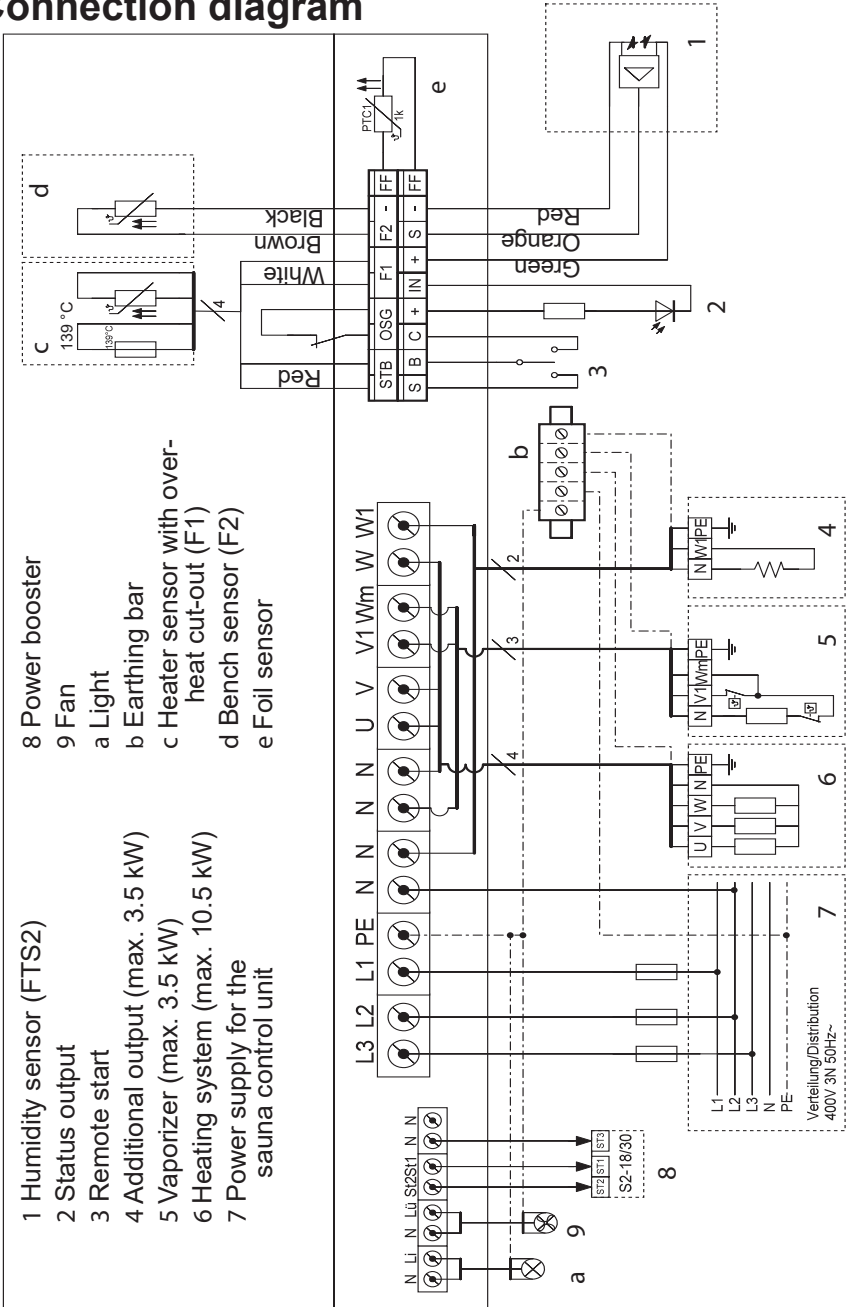 Connection diagram
1 Humidity sensor (FTS2)
2 Status output
3 Remote start
4 Additional output (max. 3.5 kW)
5 Vaporizer (max. 3.5 kW)
6 Heating system (max. 10.5 kW)
7 Power supply for the
sauna control unit
8 Power booster
9 Fan
a Light
b Earthing bar
c Heater sensor with over-
heat cut-out (F1)
d Bench sensor (F2)
e Foil sensor
c
139 °C
139°C
d
Red
White
Brown
Black
4
PTC1
1k
e
STB OSG F1 F2 - FF
S B C + IN + S - FF
Green
Orange
Red
1
2
3
N Li N Lü St2 St1 N N
L3 L2 L1 PE N N N N U V V1 Wm W W1
b
4
3
2
a
9
ST2 ST1 ST3
S2-18/30
8
L1
L2
L3
N
PE
Verteilung/Distribution
400V 3N 50Hz~
7
U V W N PE
6
N V1 Wm PE
5
N W1 PE
4